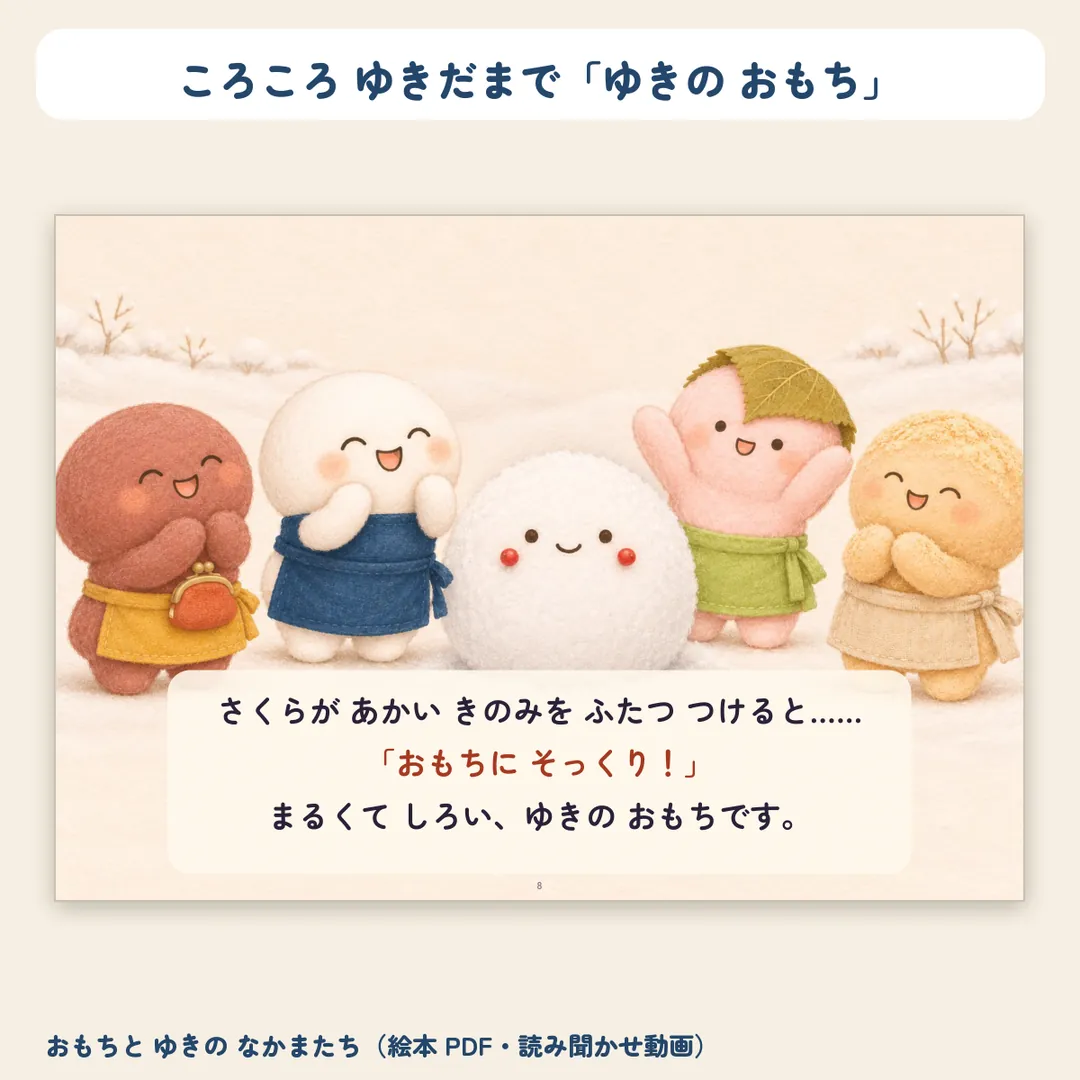 ころころ ゆきだまで「ゆきの おもち」
さくらが あかい きのみを ふたつ つけると……
「おもちに そっくり！」
まるくて しろい、ゆきの おもちです。
8
おもちと ゆきの なかまたち（絵本 PDF・読み聞かせ動画）